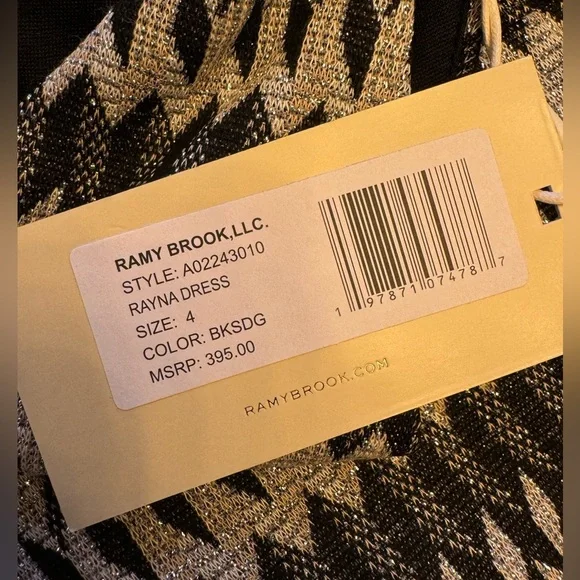 RAMY BROOK,LLC.
STYLE: A02243010
RAYNA DRESS
SIZE: 4
COLOR: BKSDG
MSRP: 395.00
1 97871 07478 7
RAMYBROOK.COM